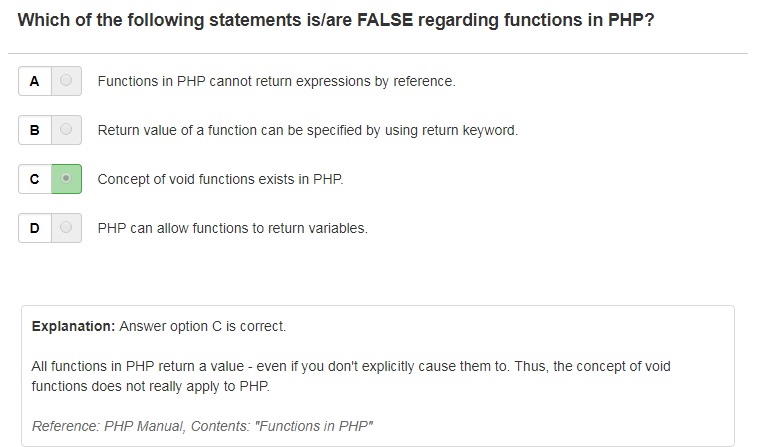 Which of the following statements is/are FALSE regarding functions in PHP?
A Functions in PHP cannot return expressions by reference.
B Return value of a function can be specified by using return keyword.
C Concept of void functions exists in PHP.
D PHP can allow functions to return variables.
Explanation: Answer option C is correct.
All functions in PHP return a value - even if you don't explicitly cause them to. Thus, the concept of void
functions does not really apply to PHP.
Reference: PHP Manual, Contents: "Functions in PHP"